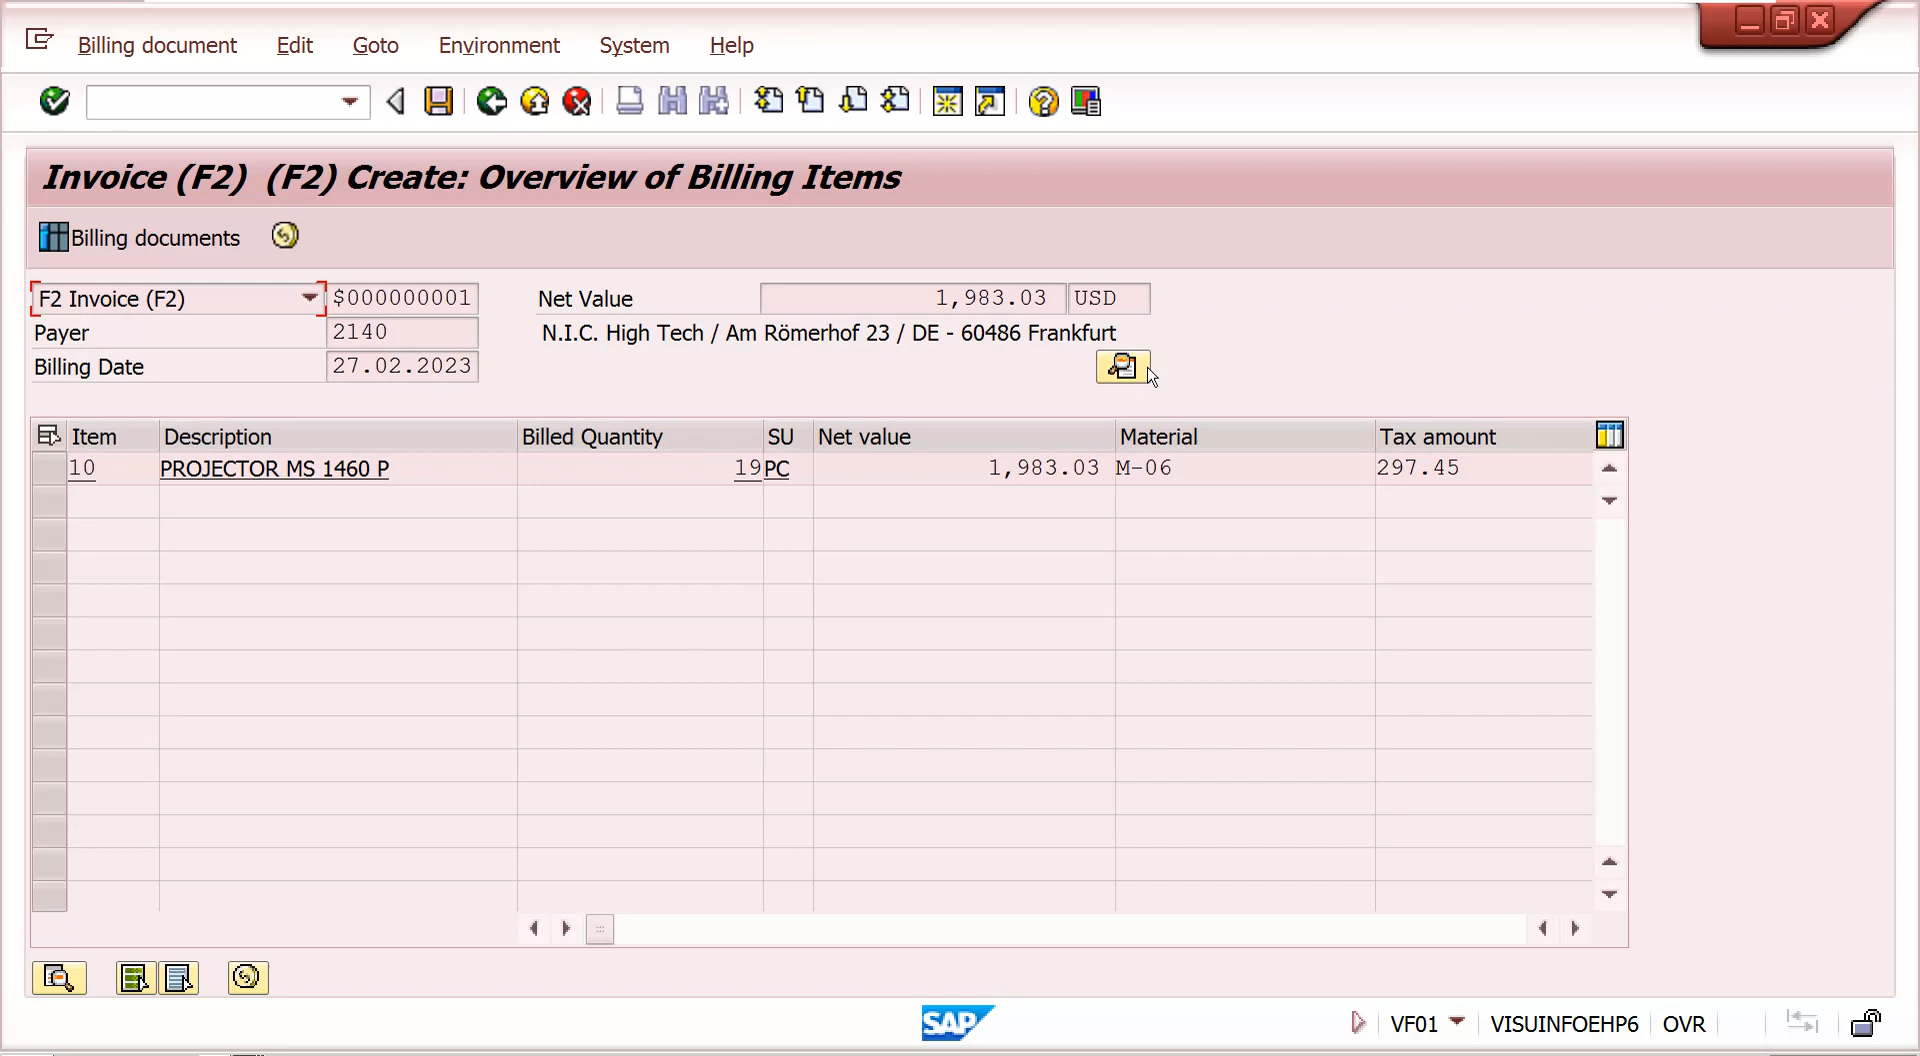 Billing document Edit Goto Environment System Help
Invoice (F2) (F2) Create: Overview of Billing Items
Billing documents
F2 Invoice (F2) $000000001 Net Value 1,983.03 USD
Payer 2140 N.I.C. High Tech / Am Römerhof 23 / DE - 60486 Frankfurt
Billing Date 27.02.2023
Item Description Billed Quantity SU Net value Material Tax amount
10 PROJECTOR MS 1460 P 19 PC 1,983.03 M-06 297.45
SAP VF01 VISUINFOEHP6 OVR